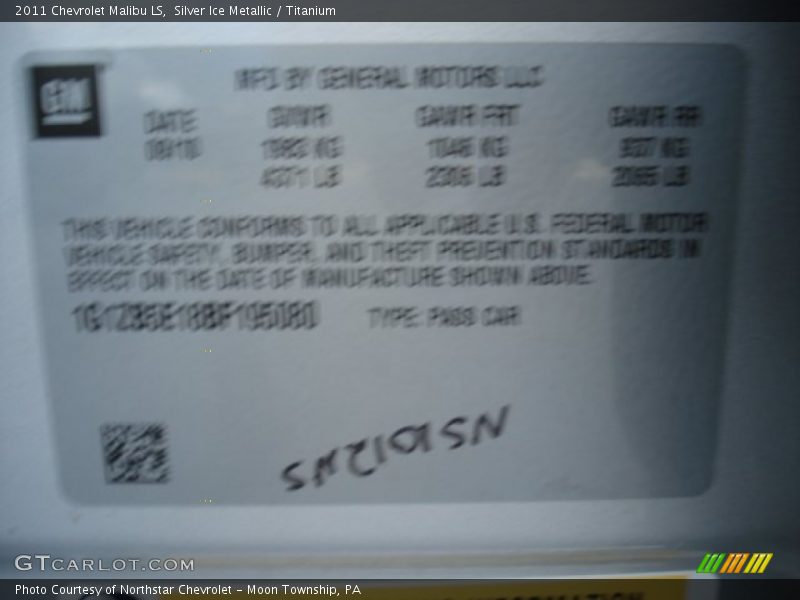 2011 Chevrolet Malibu LS, Silver Ice Metallic / Titanium
GM
MFD BY GENERAL MOTORS LLC
DATE GVWR GAWR FRT GAWR RR
1983 KG 1046 KG 937 KG
4371 LB 2306 LB 2065 LB
THIS VEHICLE CONFORMS TO ALL APPLICABLE U.S. FEDERAL MOTOR
VEHICLE SAFETY, BUMPER, AND THEFT PREVENTION STANDARDS IN
EFFECT ON THE DATE OF MANUFACTURE SHOWN ABOVE.
TYPE: PASS CAR
GTCARLOT.COM
Photo Courtesy of Northstar Chevrolet – Moon Township, PA